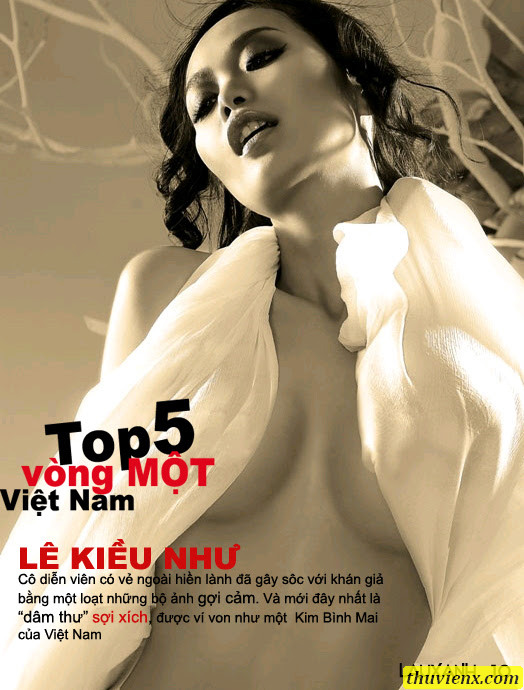 Top5
vòng MỘT
Việt Nam
LÊ KIỀU NHƯ
Cô diễn viên có vẻ ngoài hiền lành đã gây sôc với khán giả
bằng một loạt những bộ ảnh gợi cảm. Và mới đây nhất là
“dâm thư” sợi xích, được ví von như một Kim Bình Mai
của Việt Nam
thuvienx.com